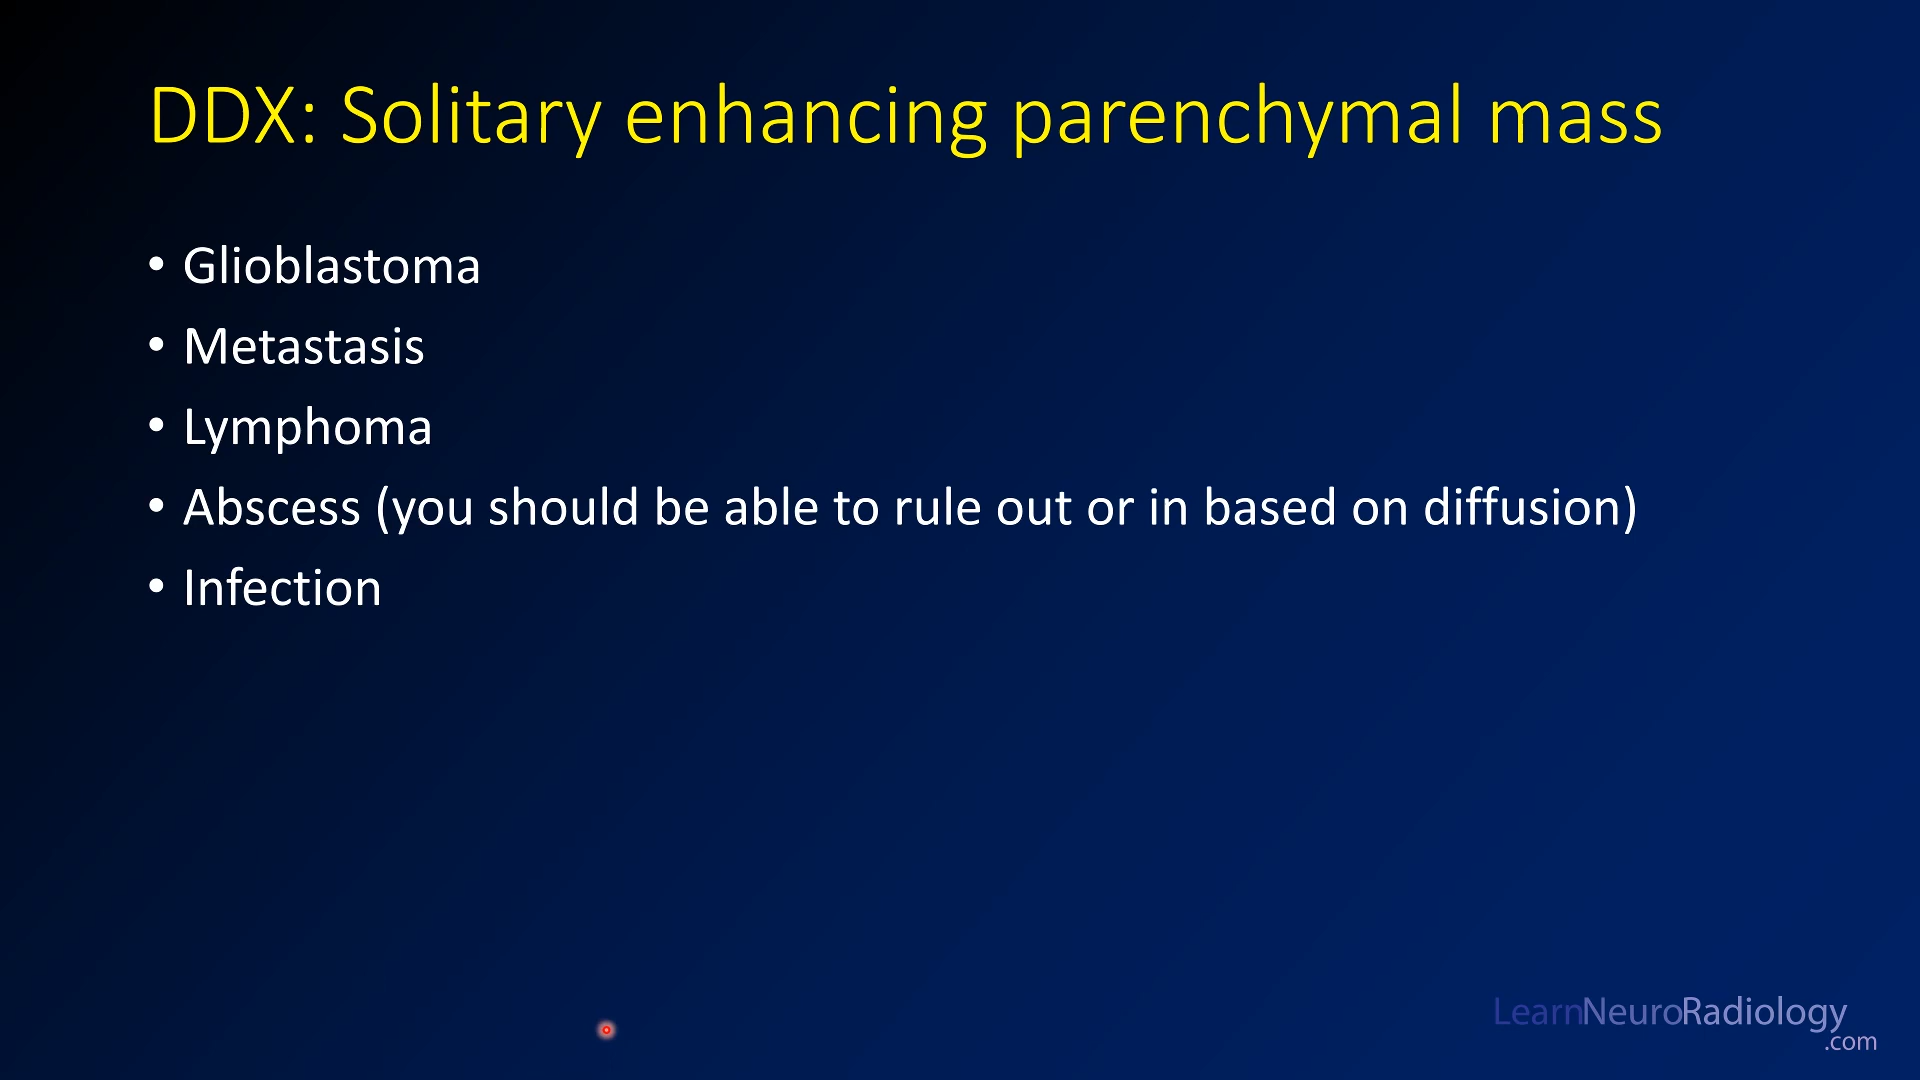 DDX: Solitary enhancing parenchymal mass
• Glioblastoma
• Metastasis
• Lymphoma
• Abscess (you should be able to rule out or in based on diffusion)
• Infection
LearnNeuroRadiology
.com